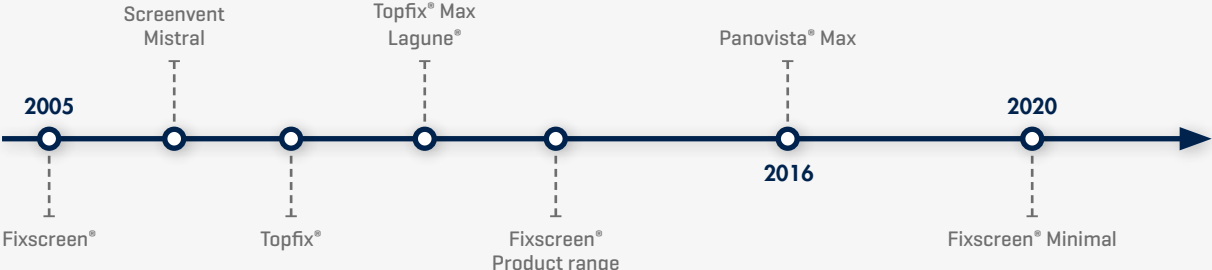 Screenvent
Mistral
Topfix® Max
Lagune®
Panovista® Max
2005
2020
2016
Fixscreen®
Topfix®
Fixscreen®
Product range
Fixscreen® Minimal